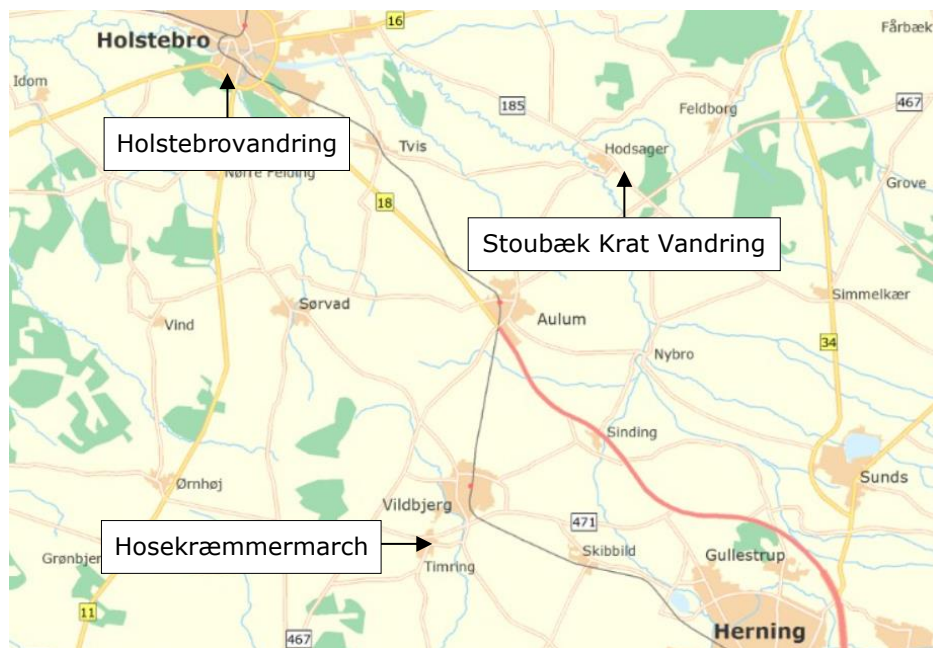 16
Fårbæk
Holstebro
Idom
185
467
Feldborg
Holstebrovandring
Tvis
Hodsager
Nørre Felding
Grove
18
Stoubæk Krat Vandring
Simmelkær
Sørvad
Aulum
Vind
34
Nybro
Sinding
Sunds
Ørnhøj
Vildbjerg
471
Hosekræmmermarch
Skibbild
Gullestrup
Grønbjer
Timring
11
467
Herning